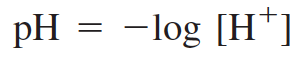 pH = −log [H⁺]